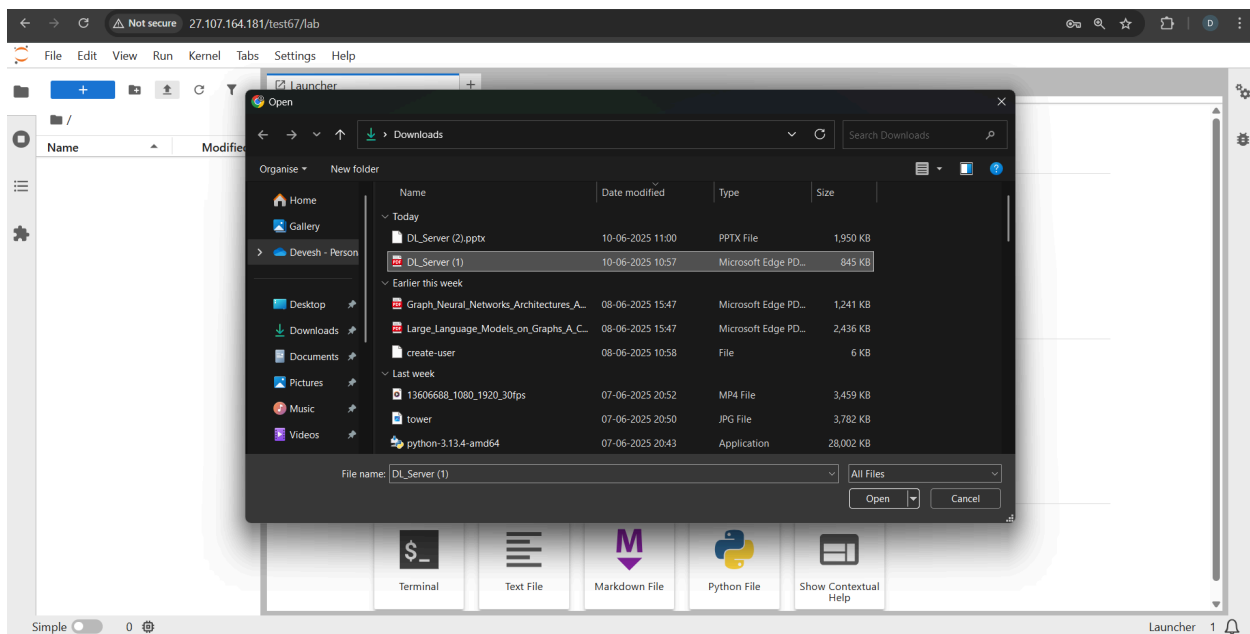 Not secure 27.107.164.181/test67/lab
D
File Edit View Run Kernel Tabs Settings Help
Launcher
/
Name Modified
Open
Downloads
Search Downloads
Organise New folder
Home
Gallery
Devesh - Person
Desktop
Downloads
Documents
Pictures
Music
Videos
Name Date modified Type Size
Today
DL_Server (2).pptx 10-06-2025 11:00 PPTX File 1,950 KB
DL_Server (1) 10-06-2025 10:57 Microsoft Edge PD... 845 KB
Earlier this week
Graph_Neural_Networks_Architectures_A... 08-06-2025 15:47 Microsoft Edge PD... 1,241 KB
Large_Language_Models_on_Graphs_A_C... 08-06-2025 15:47 Microsoft Edge PD... 2,436 KB
create-user 08-06-2025 10:58 File 6 KB
Last week
13606688_1080_1920_30fps 07-06-2025 20:52 MP4 File 3,459 KB
tower 07-06-2025 20:50 JPG File 3,782 KB
python-3.13.4-amd64 07-06-2025 20:43 Application 28,002 KB
File name: DL_Server (1) All Files
Open Cancel
$_ M
Terminal Text File Markdown File Python File Show Contextual
Help
Simple 0 Launcher 1